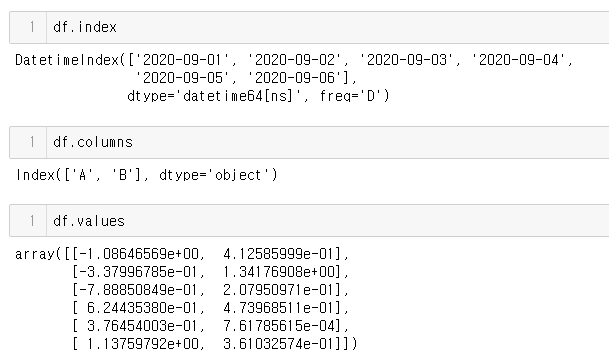 1 df.index
DatetimeIndex(['2020-09-01', '2020-09-02', '2020-09-03', '2020-09-04',
'2020-09-05', '2020-09-06'],
dtype='datetime64[ns]', freq='D')
1 df.columns
Index(['A', 'B'], dtype='object')
1 df.values
array([[-1.08646569e+00, 4.12585999e-01],
[-3.37996785e-01, 1.34176908e+00],
[-7.88850849e-01, 2.07950971e-01],
[ 6.24435380e-01, 4.73968511e-01],
[ 3.76454003e-01, 7.61785615e-04],
[ 1.13759792e+00, 3.61032574e-01]])